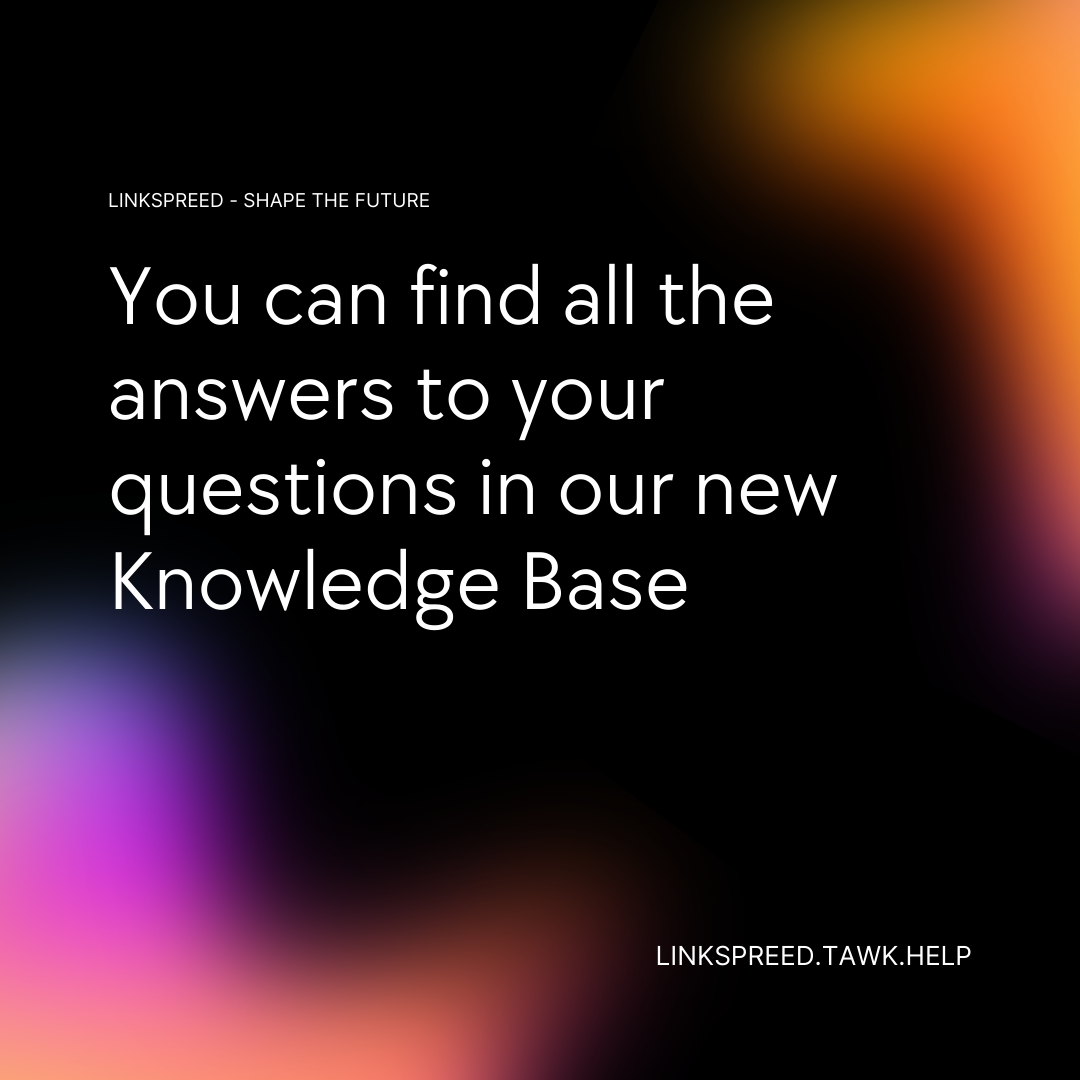 LINKSPREED - SHAPE THE FUTURE
You can find all the
answers to your
questions in our new
Knowledge Base
LINKSPREED.TAWK.HELP